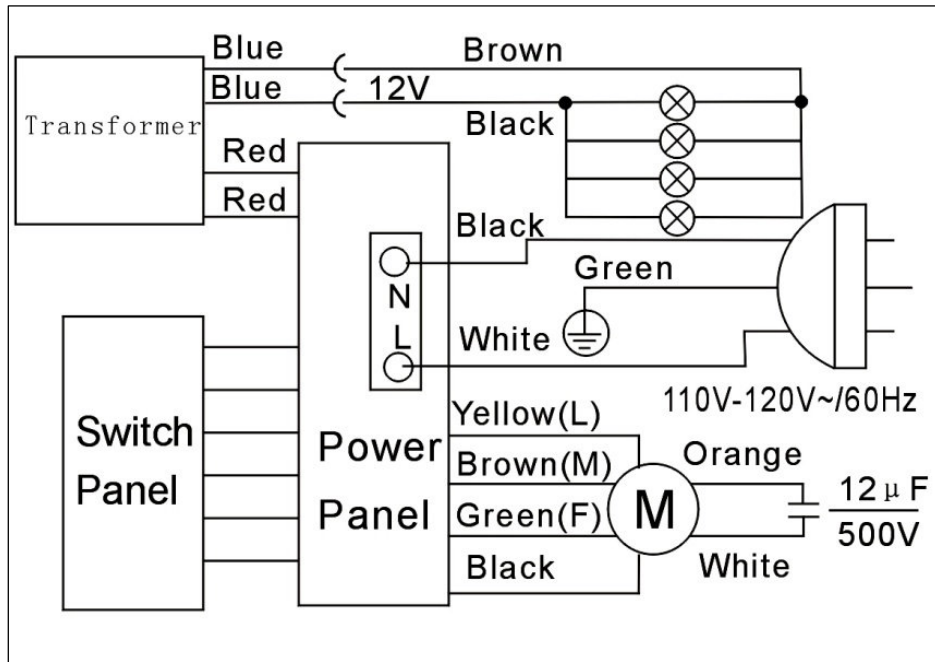 Blue
Brown
Blue
12V
Black
Transformer
Red
Red
Black
Green
N
L
White
110V-120V~/60Hz
Switch
Panel
Power
Panel
Yellow(L)
Brown(M)
Green(F)
Black
M
Orange
White
12μF
500V